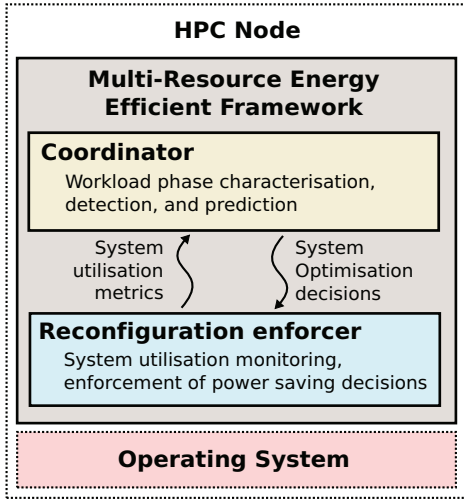 HPC Node
Multi-Resource Energy
Efficient Framework
Coordinator
Workload phase characterisation,
detection, and prediction
System
utilisation
metrics
System
Optimisation
decisions
Reconfiguration enforcer
System utilisation monitoring,
enforcement of power saving decisions
Operating System